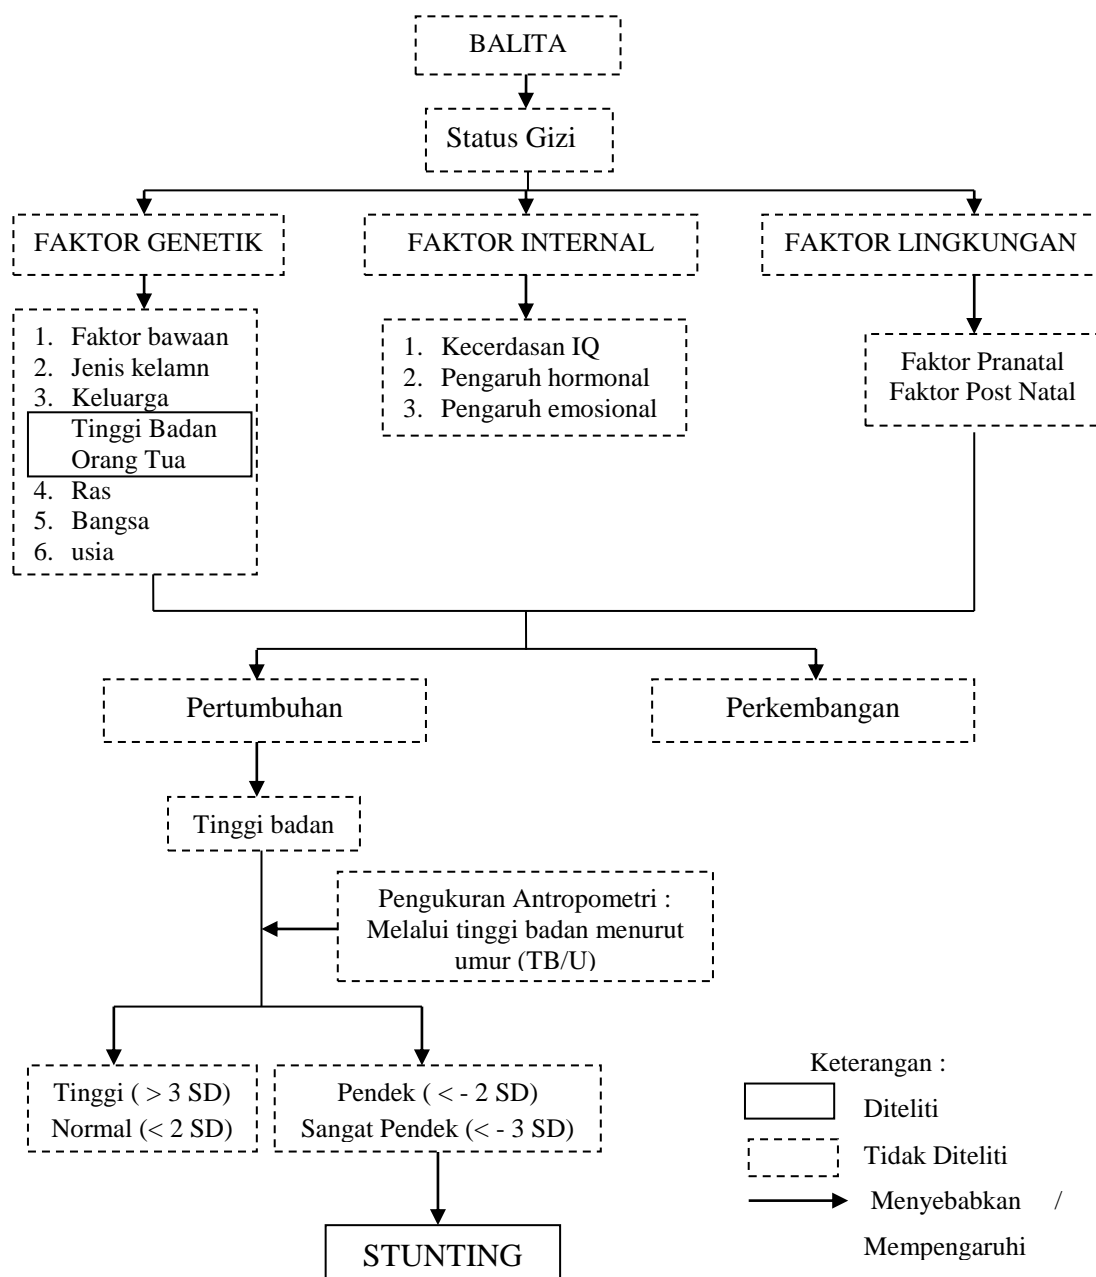 BALITA
Status Gizi
FAKTOR GENETIK
FAKTOR INTERNAL
FAKTOR LINGKUNGAN
1. Faktor bawaan
2. Jenis kelamn
3. Keluarga
Tinggi Badan
Orang Tua
4. Ras
5. Bangsa
6. usia
1. Kecerdasan IQ
2. Pengaruh hormonal
3. Pengaruh emosional
Faktor Pranatal
Faktor Post Natal
Pertumbuhan
Perkembangan
Tinggi badan
Pengukuran Antropometri :
Melalui tinggi badan menurut
umur (TB/U)
Tinggi ( > 3 SD)
Normal (< 2 SD)
Pendek ( < - 2 SD)
Sangat Pendek (< - 3 SD)
STUNTING
Keterangan :
Diteliti
Tidak Diteliti
Menyebabkan /
Mempengaruhi